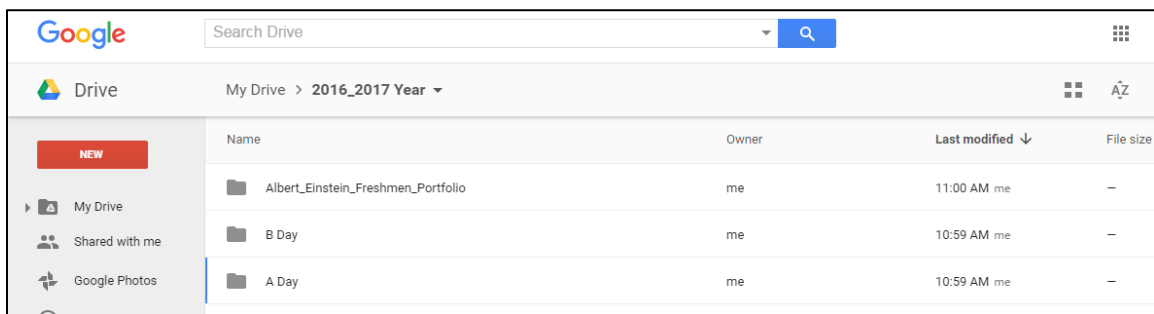 Google
Search Drive
Drive
My Drive > 2016_2017 Year
AZ
NEW
Name Owner Last modified File size
Albert_Einstein_Freshmen_Portfolio me 11:00 AM me –
My Drive
B Day me 10:59 AM me –
Shared with me
A Day me 10:59 AM me –
Google Photos